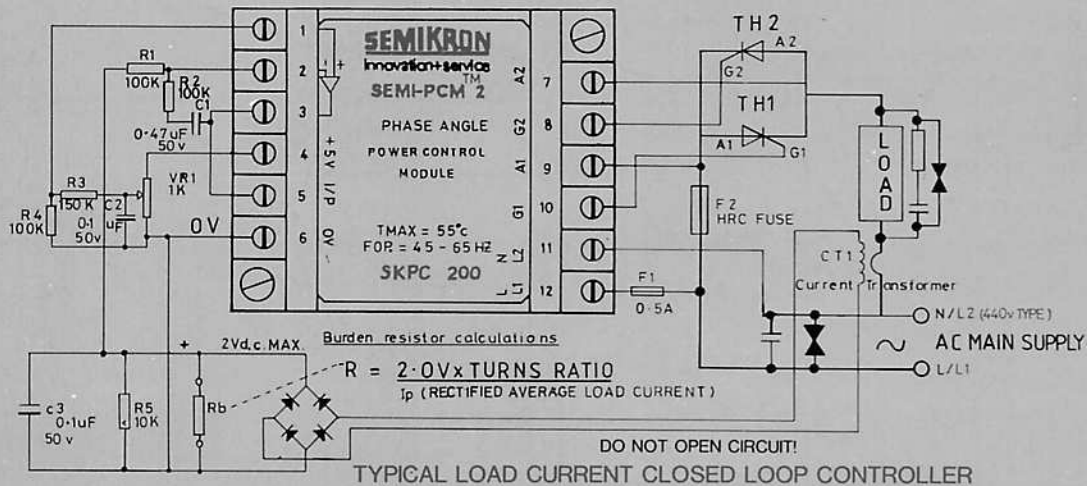 SEMIKRON
innovation+service
SEMI-PCM™ 2
PHASE ANGLE
POWER CONTROL
MODULE
TMAX = 55°c
FOR. = 45 - 65 HZ
SKPC 200
1
2
3
4
5
6
- +
+5V
I/P
0V
A2
G2
A1
G1
N L2
L L1
7
8
9
10
11
12
R1
100K
R2
100K
C1
0·47uF
50v
R3
150K
R4
100K
C2
0·1 uF
50v
VR1
1K
0V
TH2
A2
G2
TH1
A1
G1
LOAD
F2
HRC FUSE
F1
0·5A
CT1
Current Transformer
N/L2 (440v TYPE)
AC MAIN SUPPLY
L/L1
+
2Vd,c.MAX.
Burden resistor calculations
R = 2·0V x TURNS RATIO
Ip (RECTIFIED AVERAGE LOAD CURRENT)
c3
0·1uF
50v
R5
10K
Rb
DO NOT OPEN CIRCUIT!
TYPICAL LOAD CURRENT CLOSED LOOP CONTROLLER